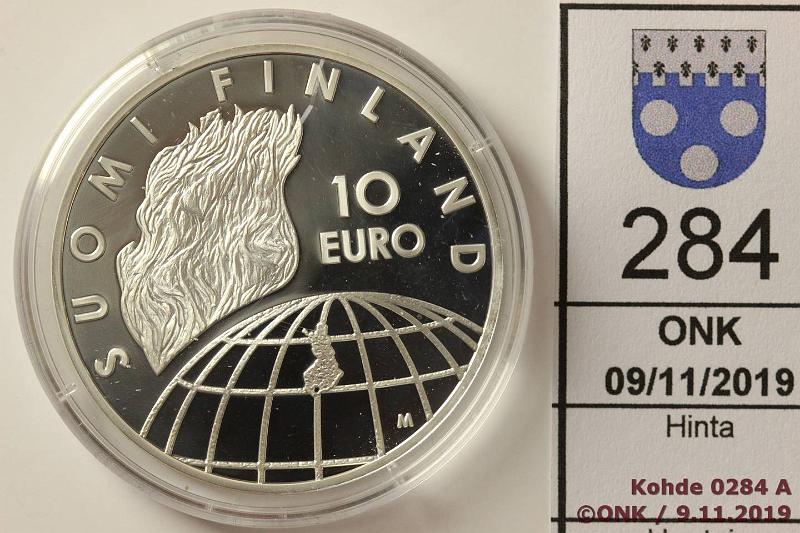 SUOMI FINLAND
10
EURO
M
284
ONK
09/11/2019
Hinta
Kohde 0284 A
©ONK / 9.11.2019